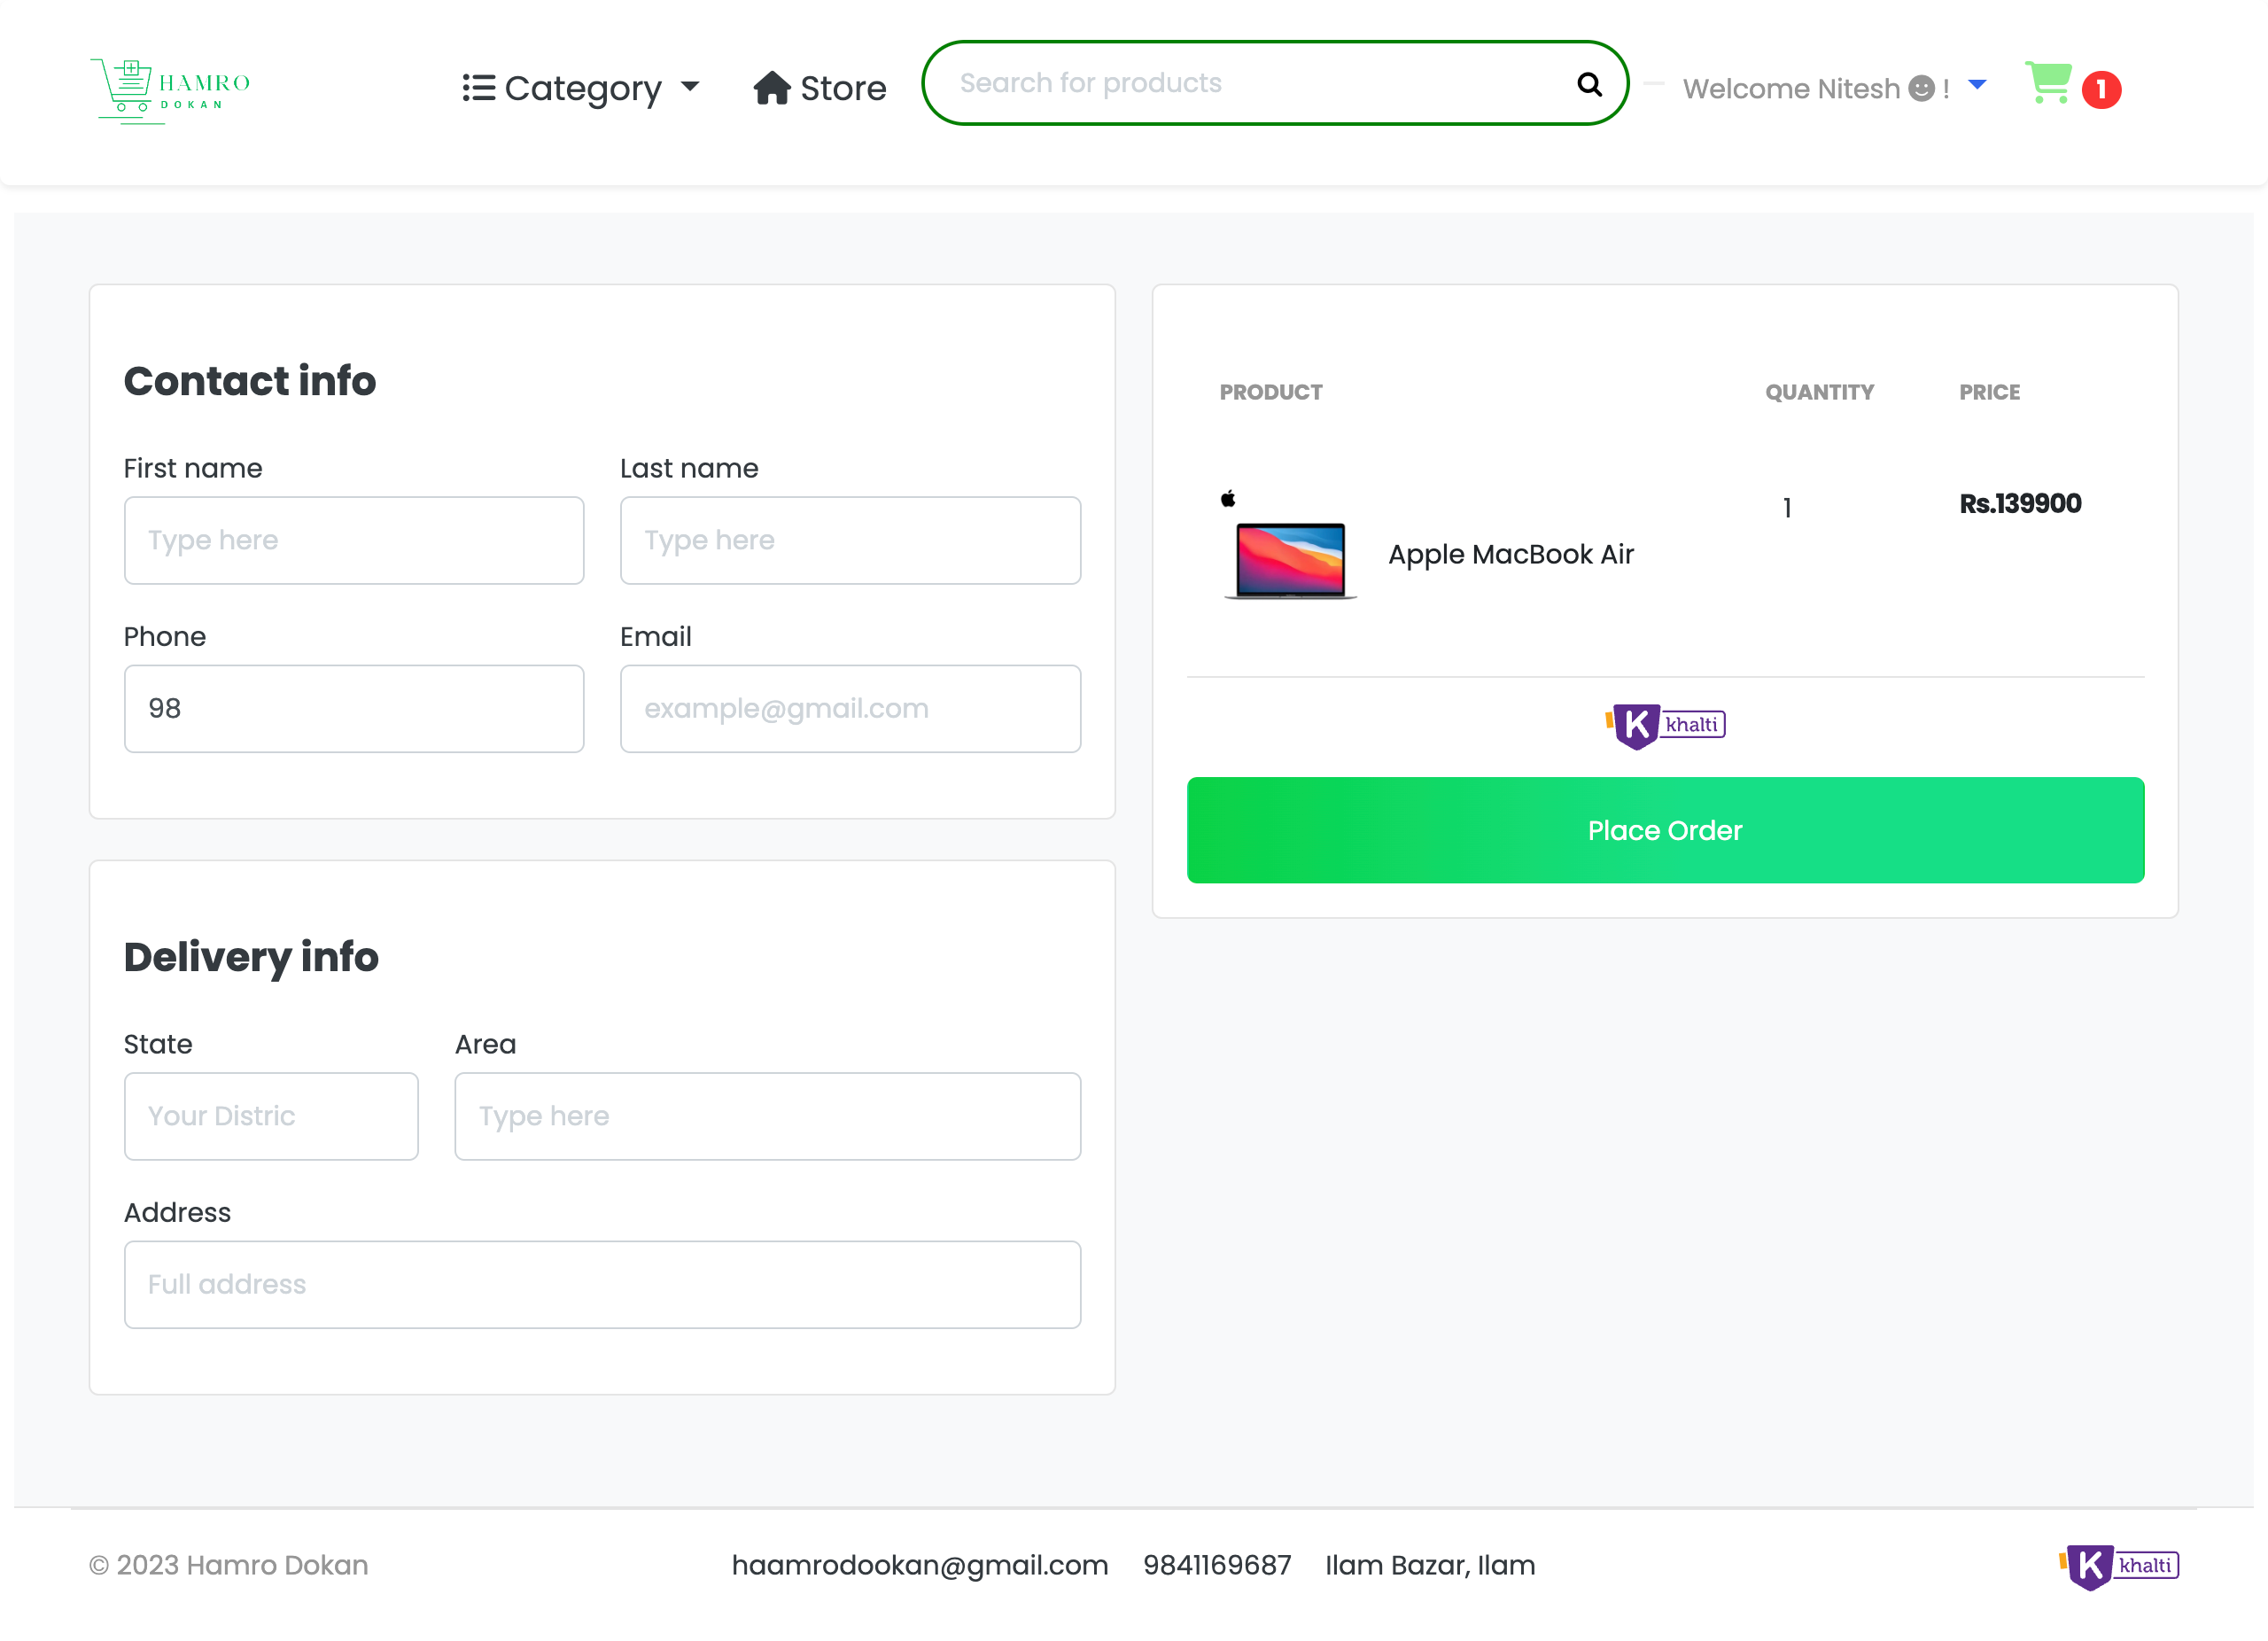 HAMRO
DOKAN
Category
Store
Search for products
Welcome Nitesh !
1
Contact info
First name
Last name
Type here
Type here
Phone
Email
98
example@gmail.com
Delivery info
State
Area
Your Distric
Type here
Address
Full address
PRODUCT
QUANTITY
PRICE
Apple MacBook Air
1
Rs.139900
K khalti
Place Order
© 2023 Hamro Dokan
haamrodookan@gmail.com
9841169687
Ilam Bazar, Ilam
K khalti